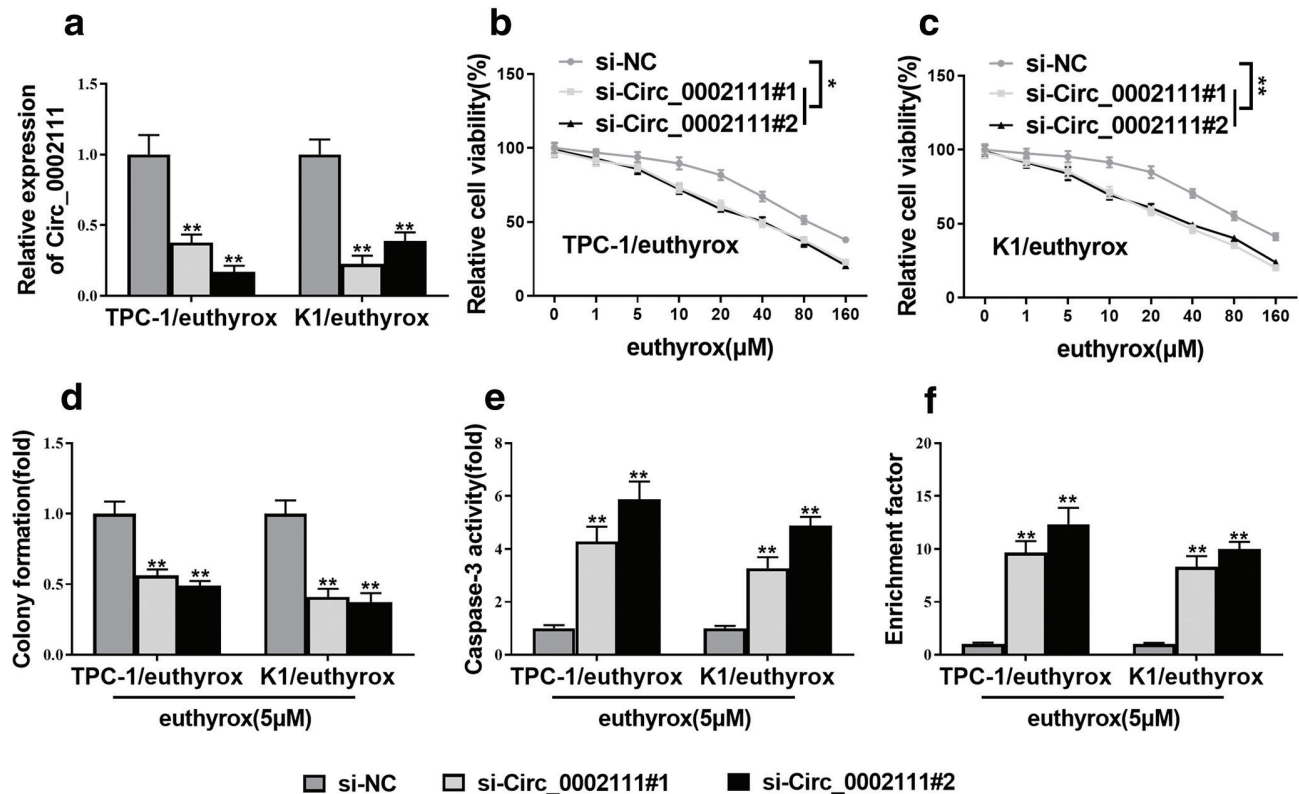 a
Relative expression
of Circ_0002111
1.5
1.0
0.5
0.0
** ** ** **
TPC-1/euthyrox K1/euthyrox
b
Relative cell viability(%)
si-NC
si-Circ_0002111#1
si-Circ_0002111#2
*
150
100
50
0
TPC-1/euthyrox
0 1 5 10 20 40 80 160
euthyrox(μM)
c
Relative cell viability(%)
si-NC
si-Circ_0002111#1
si-Circ_0002111#2
**
150
100
50
0
K1/euthyrox
0 1 5 10 20 40 80 160
euthyrox(μM)
d
Colony formation(fold)
1.5
1.0
0.5
0.0
** ** ** **
TPC-1/euthyrox K1/euthyrox
euthyrox(5μM)
e
Caspase-3 activity(fold)
8
6
4
2
0
** ** ** **
TPC-1/euthyrox K1/euthyrox
euthyrox(5μM)
f
Enrichment factor
20
15
10
5
0
** ** ** **
TPC-1/euthyrox K1/euthyrox
euthyrox(5μM)
si-NC si-Circ_0002111#1 si-Circ_0002111#2